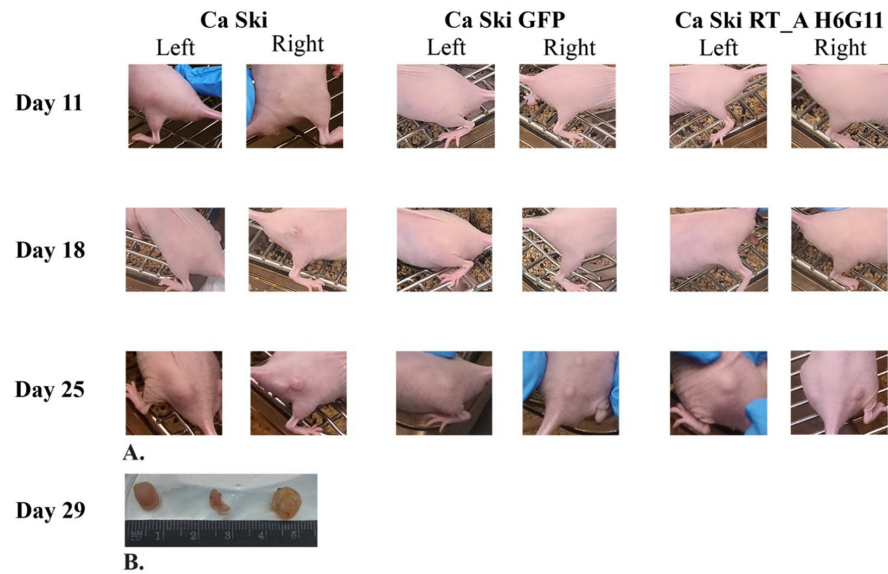 Ca Ski Ca Ski GFP Ca Ski RT_A H6G11
Left Right Left Right Left Right
Day 11
Day 18
Day 25
A.
Day 29
MM 1 2 3 4 5
B.